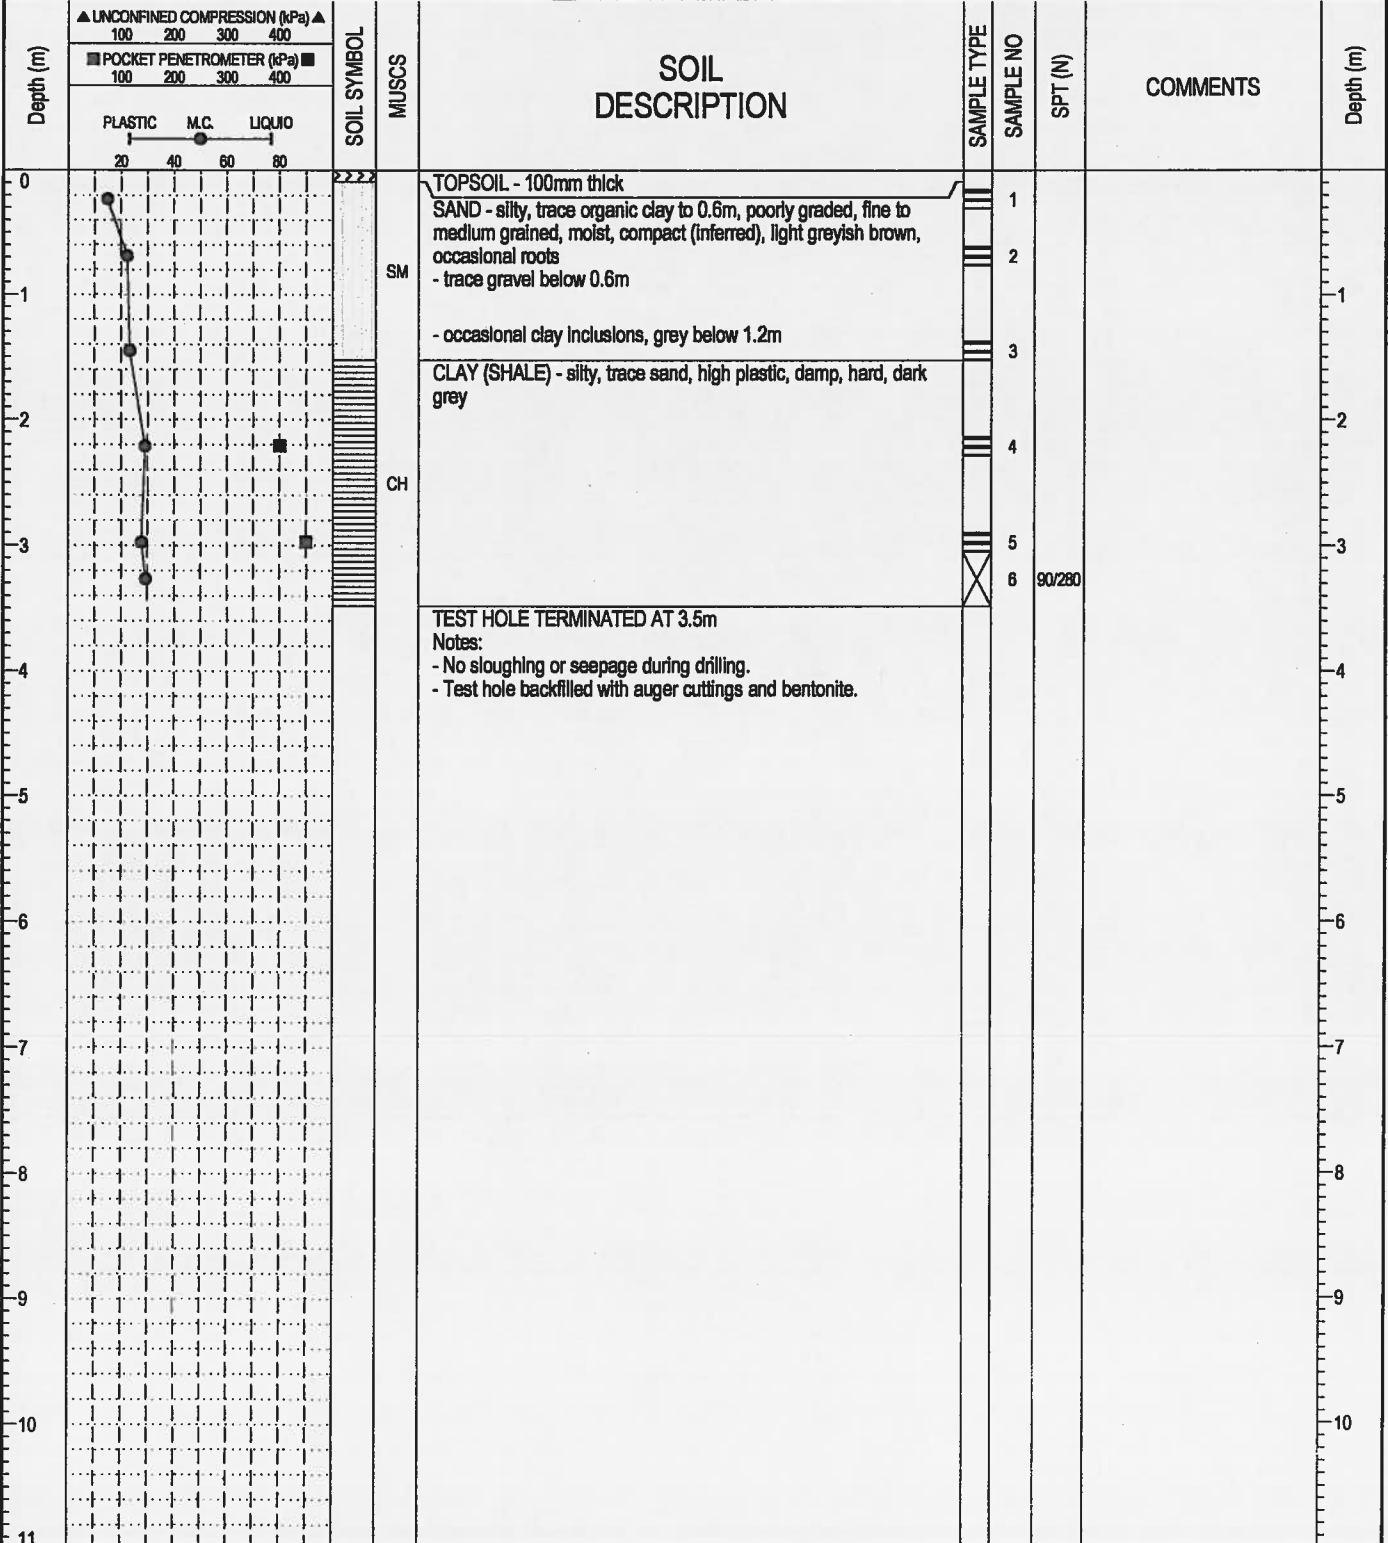 ▲ UNCONFINED COMPRESSION (kPa) ▲
100 200 300 400
■ POCKET PENETROMETER (kPa) ■
100 200 300 400
PLASTIC M.C. LIQUID
20 40 60 80
Depth (m)
SOIL SYMBOL
MUSCS
SOIL
DESCRIPTION
SAMPLE TYPE
SAMPLE NO
SPT (N)
COMMENTS
Depth (m)
0
TOPSOIL - 100mm thick
1
SAND - silty, trace organic clay to 0.6m, poorly graded, fine to
medium grained, moist, compact (inferred), light greyish brown,
occasional roots
2
SM
- trace gravel below 0.6m
1
1
- occasional clay inclusions, grey below 1.2m
3
CLAY (SHALE) - silty, trace sand, high plastic, damp, hard, dark
grey
2
2
4
CH
3
5
3
6
90/280
TEST HOLE TERMINATED AT 3.5m
Notes:
- No sloughing or seepage during drilling.
4
4
- Test hole backfilled with auger cuttings and bentonite.
5
5
6
6
7
7
8
8
9
9
10
10
11